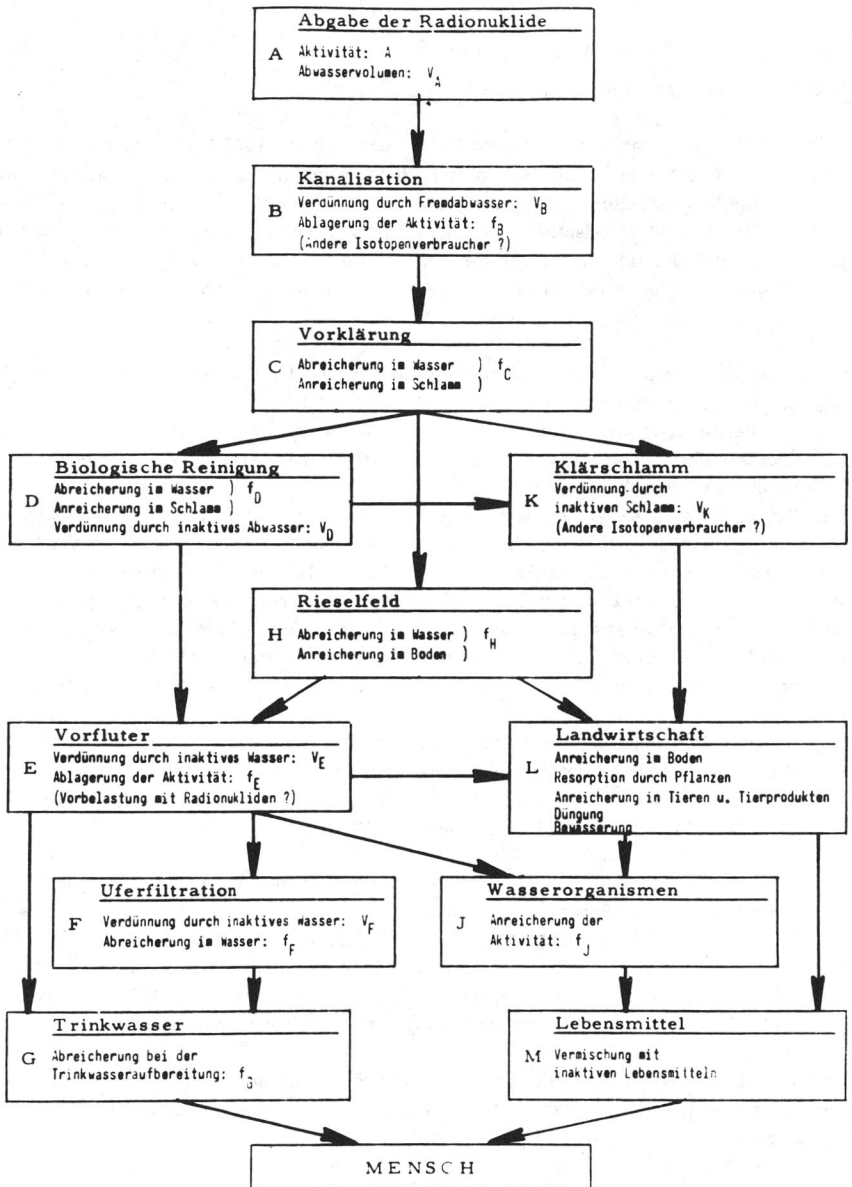 Abgabe der Radionuklide
A Aktivität: A
Abwasservolumen: V_A
Kanalisation
Verdünnung durch Fremdabwasser: V_B
B Ablagerung der Aktivität: f_B
(Andere Isotopenverbraucher ?)
Vorklärung
C Abreicherung im Wasser ) f_C
Anreicherung im Schlamm )
Biologische Reinigung
Abreicherung im Wasser ) f_D
D Anreicherung im Schlamm )
Verdünnung durch inaktives Abwasser: V_D
Klärschlamm
Verdünnung durch
K inaktiven Schlamm: V_K
(Andere Isotopenverbraucher ?)
Rieselfeld
H Abreicherung im Wasser ) f_H
Anreicherung im Boden )
Vorfluter
Verdünnung durch inaktives Wasser: V_E
E Ablagerung der Aktivität: f_E
(Vorbelastung mit Radionukliden ?)
Landwirtschaft
Anreicherung im Boden
L Resorption durch Pflanzen
Anreicherung in Tieren u. Tierprodukten
Düngung
Bewässerung
Uferfiltration
F Verdünnung durch inaktives Wasser: V_F
Abreicherung im Wasser: f_F
Wasserorganismen
J Anreicherung der
Aktivität: f_J
Trinkwasser
G Abreicherung bei der
Trinkwasseraufbereitung: f_G
Lebensmittel
M Vermischung mit
inaktiven Lebensmitteln
MENSCH